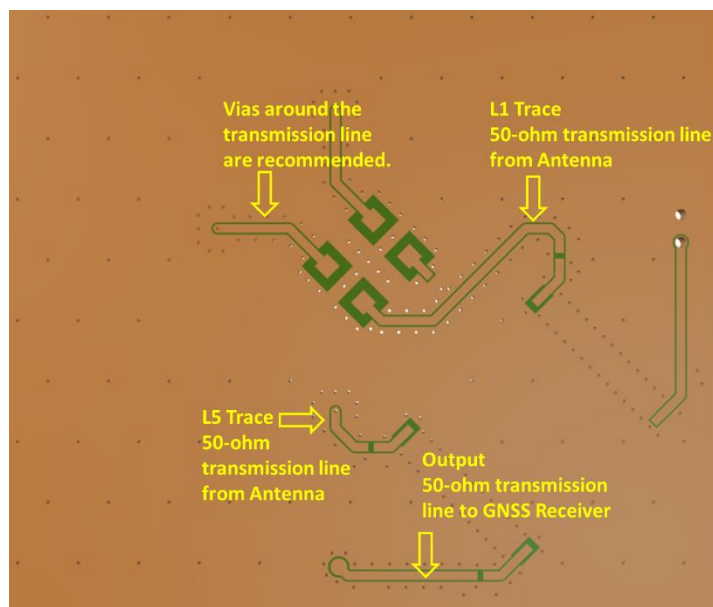 Vias around the
transmission line
are recommended.
L1 Trace
50-ohm transmission line
from Antenna
L5 Trace
50-ohm
transmission line
from Antenna
Output
50-ohm transmission
line to GNSS Receiver